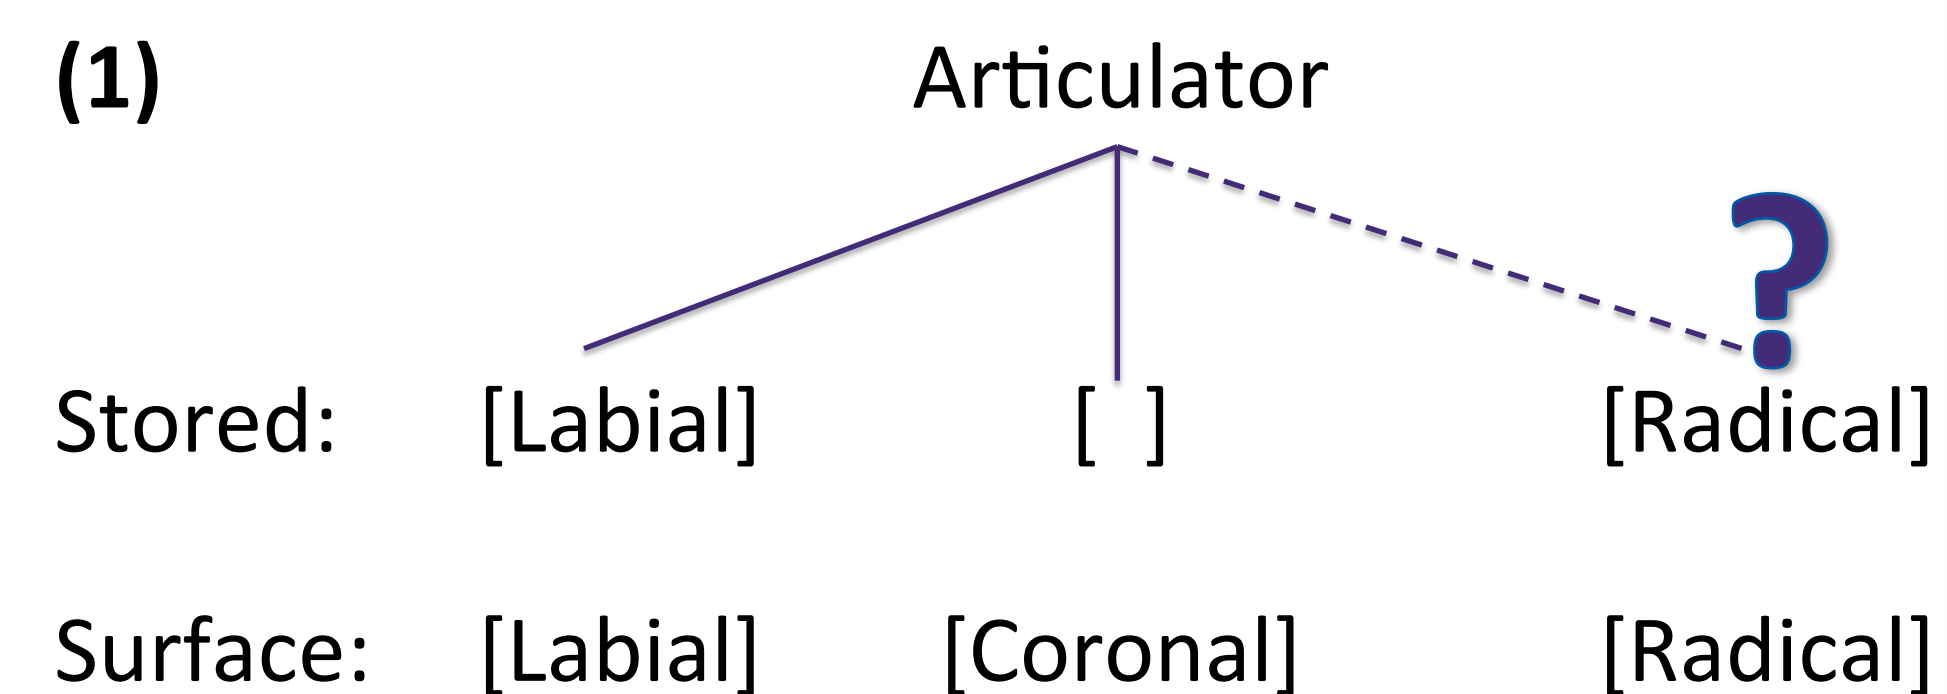 (1) Articulator
?
Stored: [Labial] [ ] [Radical]
Surface: [Labial] [Coronal] [Radical]